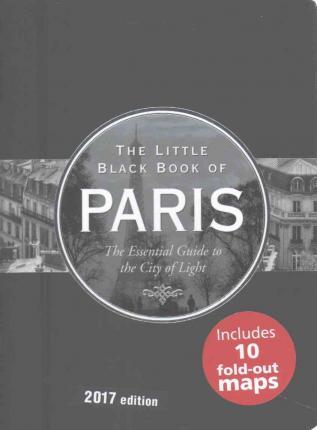 THE LITTLE
BLACK BOOK OF
PARIS
The Essential Guide to
the City of Light
Includes
10
fold-out
maps
2017 edition